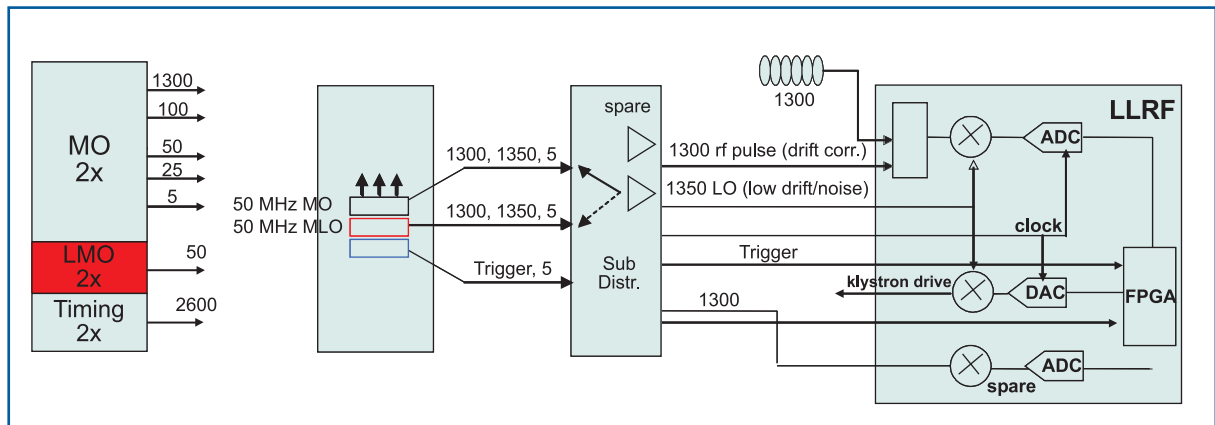 MO
2x
1300
100
50
25
5
LMO
2x
50
Timing
2x
2600
50 MHz MO
50 MHz MLO
1300, 1350, 5
1300, 1350, 5
Trigger, 5
spare
Sub
Distr.
1300
1300 rf pulse (drift corr.)
1350 LO (low drift/noise)
clock
Trigger
klystron drive
1300
LLRF
ADC
DAC
FPGA
ADC
spare